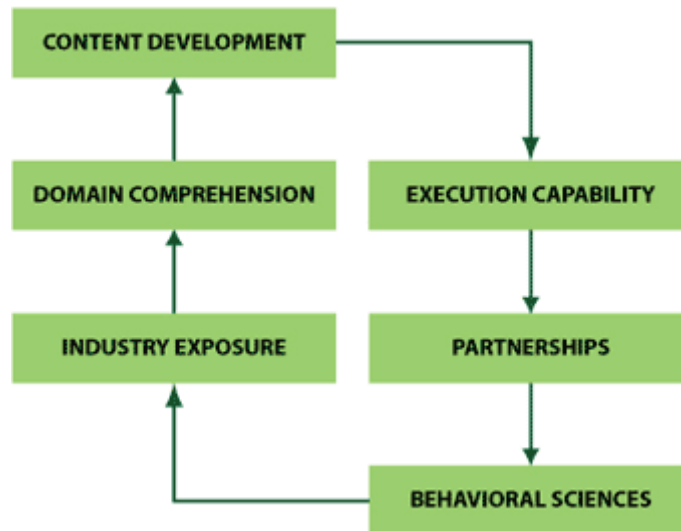 CONTENT DEVELOPMENT
DOMAIN COMPREHENSION
EXECUTION CAPABILITY
INDUSTRY EXPOSURE
PARTNERSHIPS
BEHAVIORAL SCIENCES